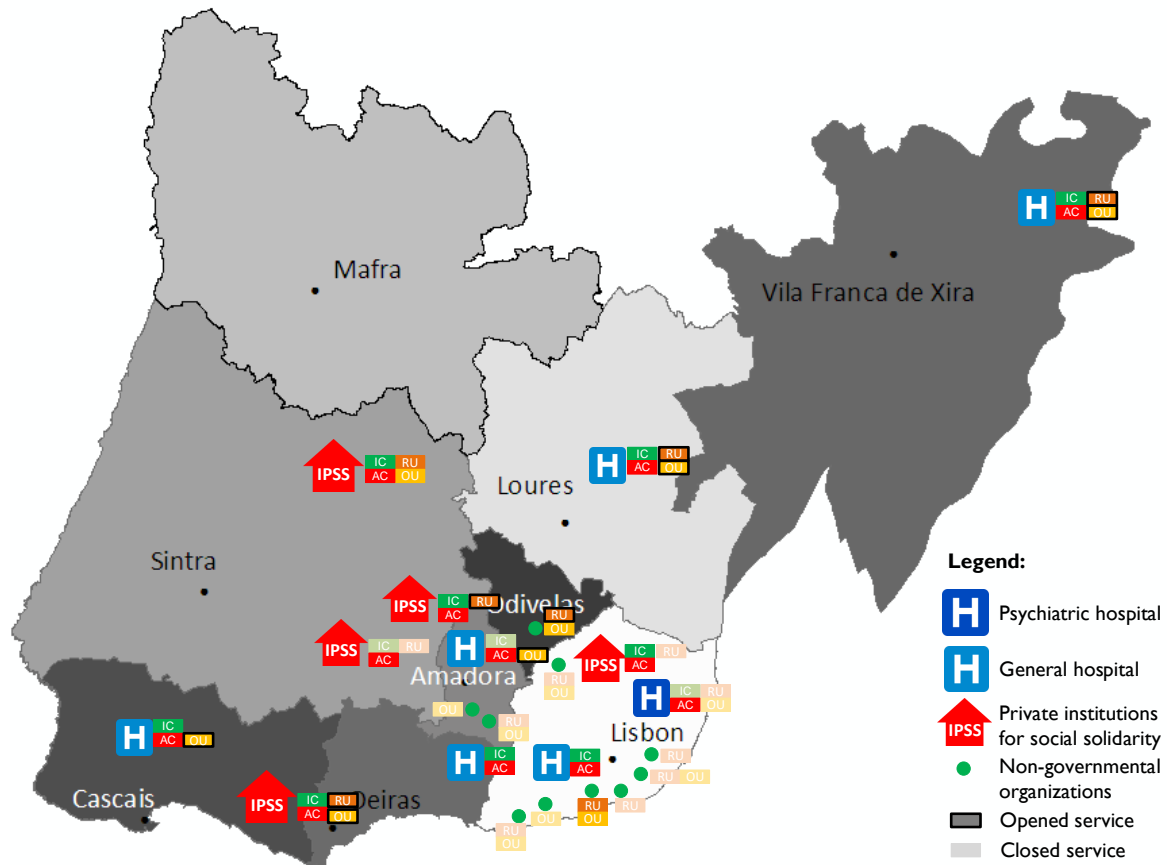 Mafra
Vila Franca de Xira
H IC RU
AC OU
IPSS IC RU
AC OU
H IC RU
AC OU
Loures
Sintra
IPSS IC RU
AC
Odivelas
RU
OU
IPSS IC RU
AC
H IC
AC OU
Amadora
IPSS IC RU
AC
RU
OU
H IC RU
AC OU
OU
RU
OU
Lisbon
H IC
AC OU
H IC
AC
H IC
AC
RU
RU OU
RU
RU
OU
OU
RU
OU
Cascais
IPSS IC RU
AC OU
Oeiras
Legend:
H Psychiatric hospital
H General hospital
IPSS Private institutions
for social solidarity
Non-governmental
organizations
Opened service
Closed service